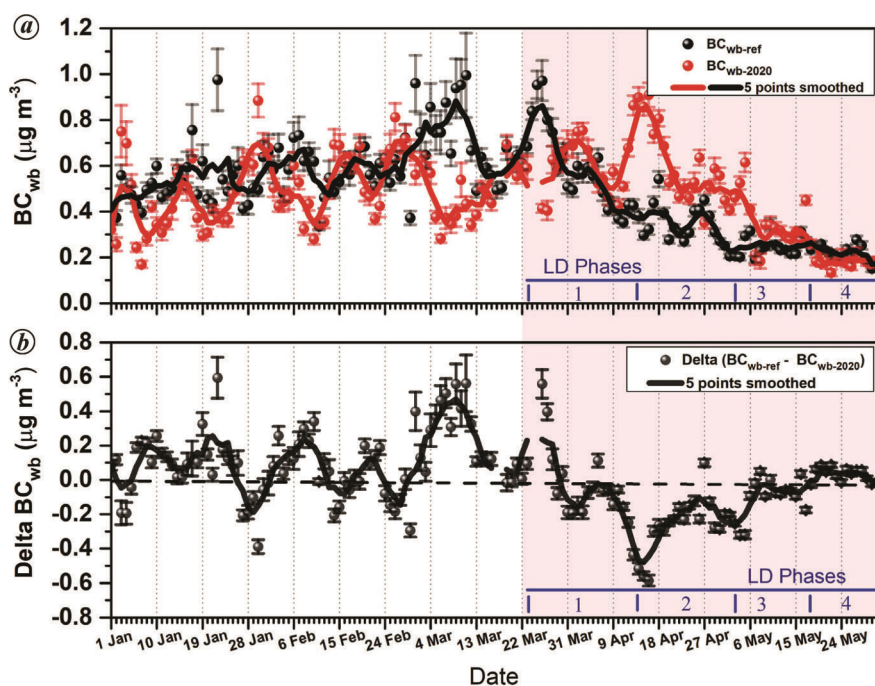 a
1.2
1.0
0.8
0.6
0.4
0.2
0.0
BCwb (μg m⁻³)
BCwb-ref
BCwb-2020
5 points smoothed
LD Phases
1 2 3 4
b
0.8
0.6
0.4
0.2
0.0
-0.2
-0.4
-0.6
-0.8
Delta BCwb (μg m⁻³)
Delta (BCwb-ref - BCwb-2020)
5 points smoothed
LD Phases
1 2 3 4
1 Jan 10 Jan 19 Jan 28 Jan 6 Feb 15 Feb 24 Feb 4 Mar 13 Mar 22 Mar 31 Mar 9 Apr 18 Apr 27 Apr 6 May 15 May 24 May
Date